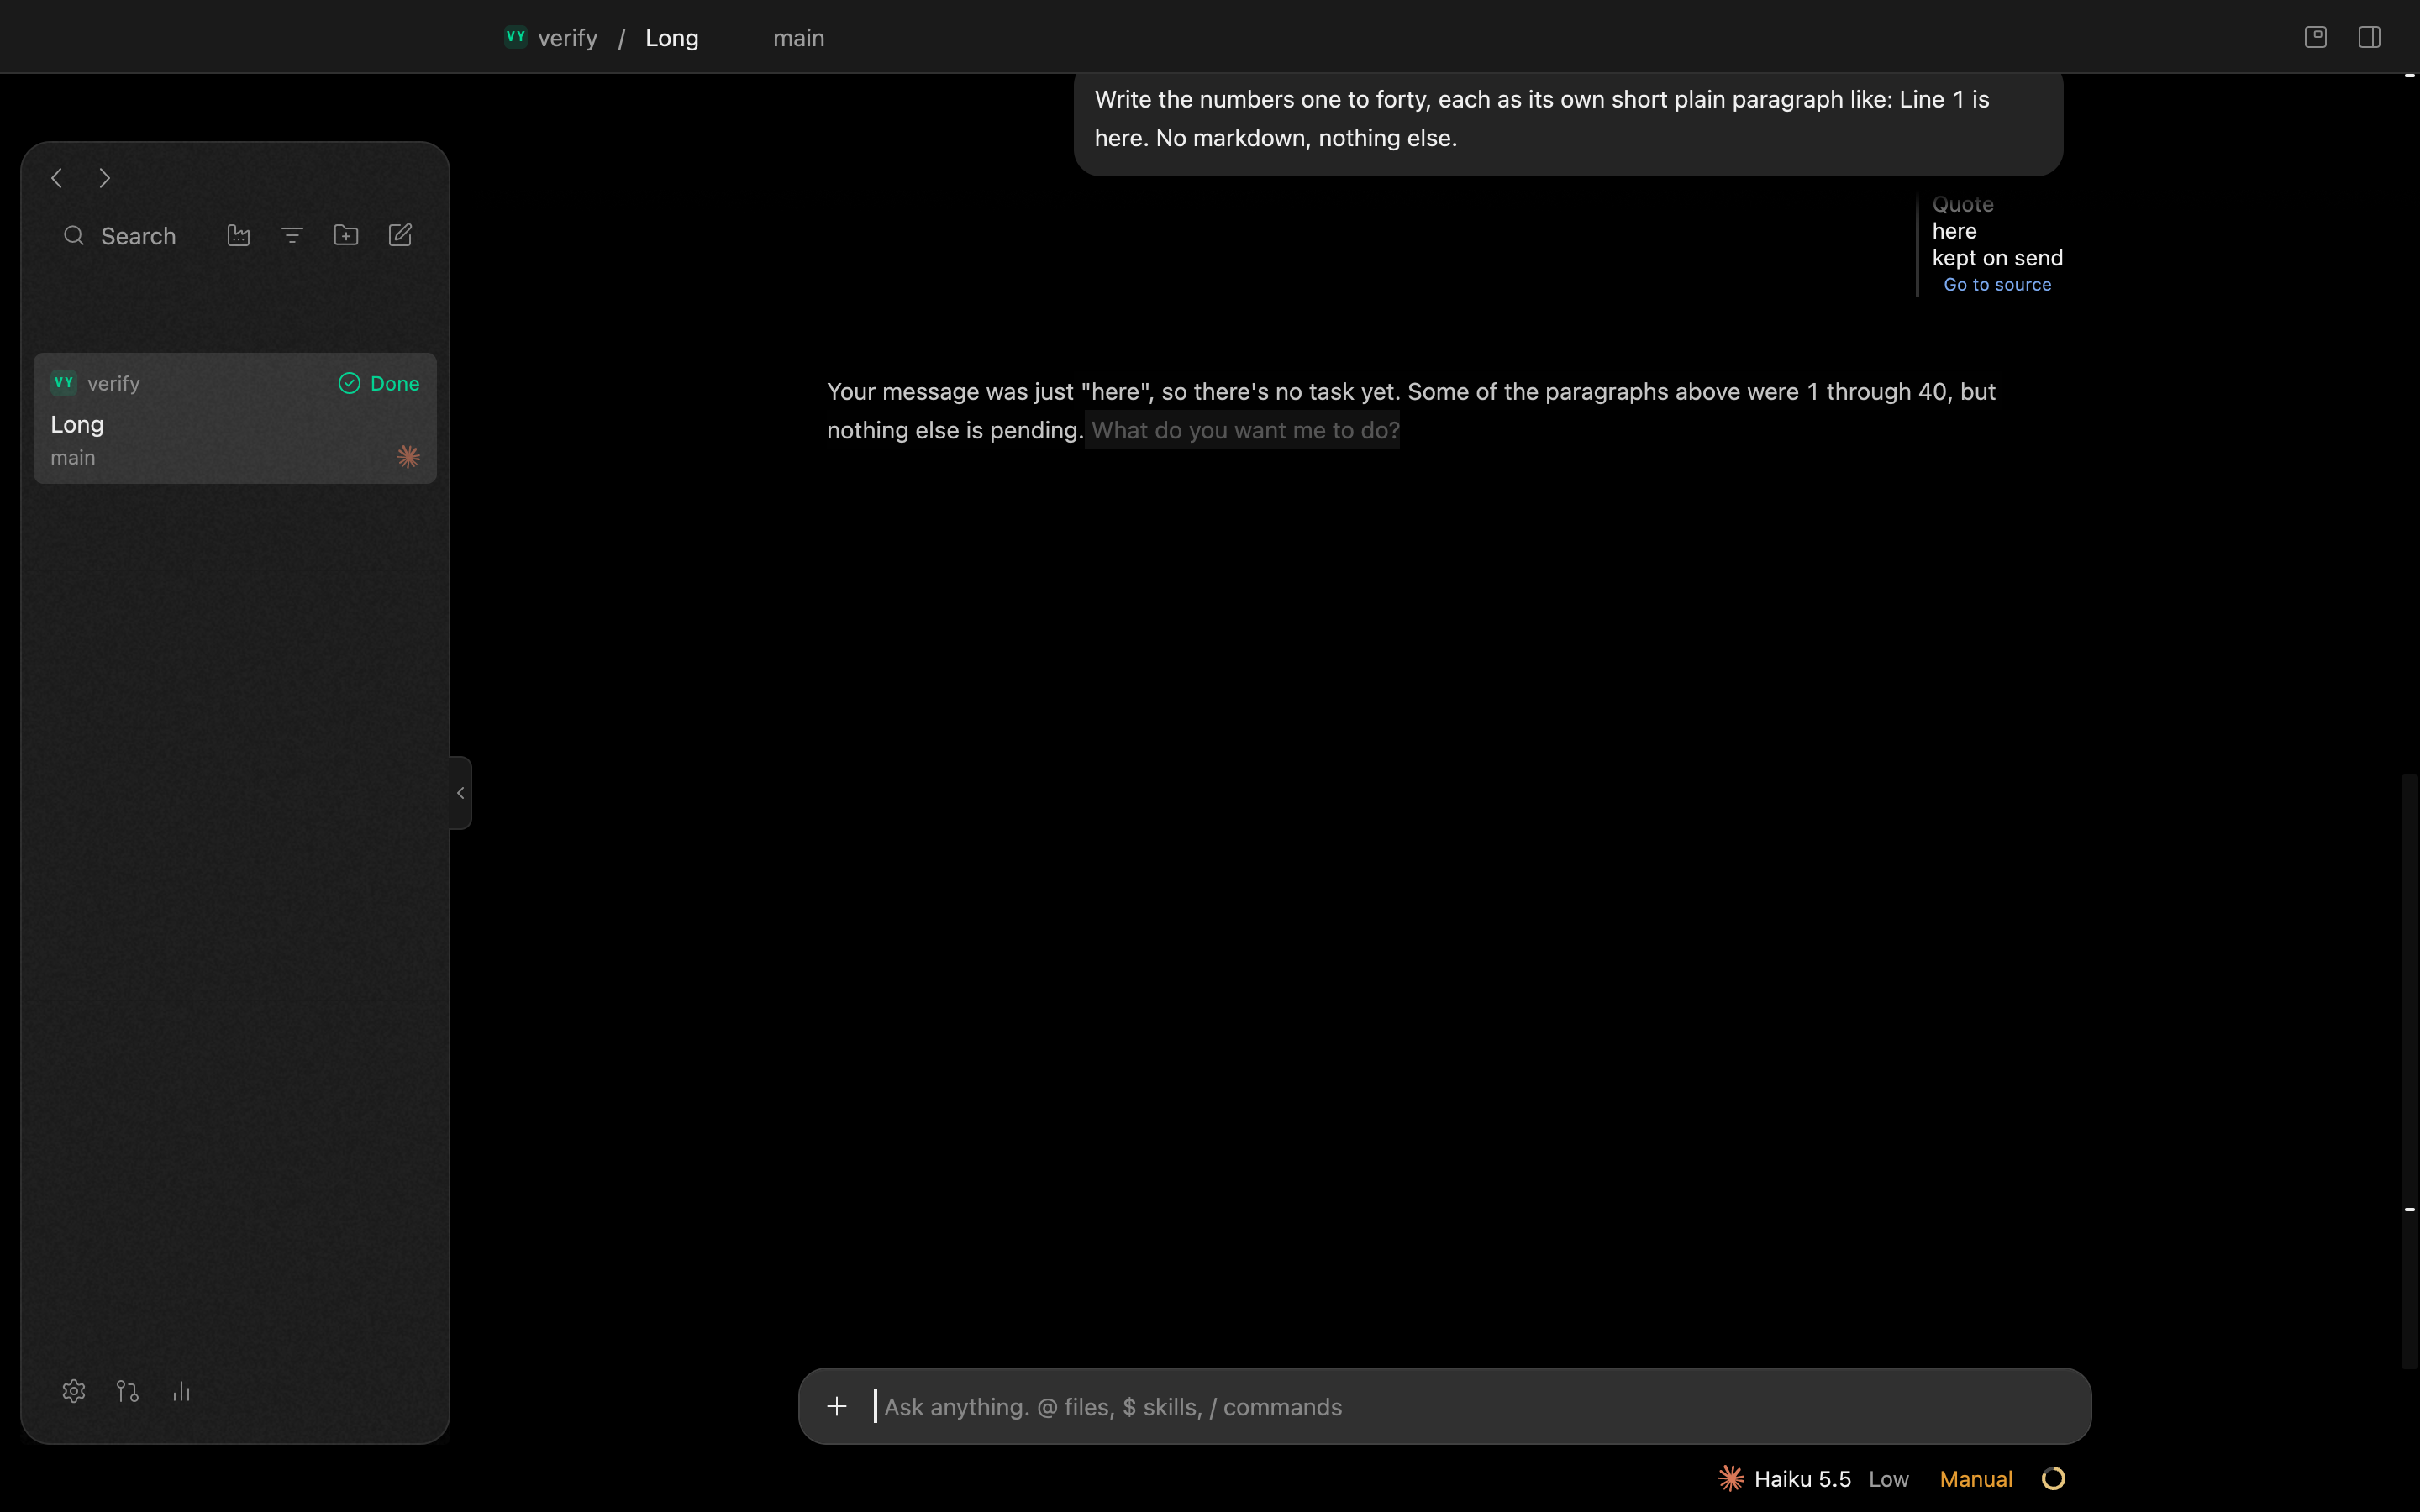 VY verify / Long main
Write the numbers one to forty, each as its own short plain paragraph like: Line 1 is
here. No markdown, nothing else.
Search
Quote
here
kept on send
Go to source
VY verify Done
Long
main
Your message was just "here", so there's no task yet. Some of the paragraphs above were 1 through 40, but
nothing else is pending. What do you want me to do?
Ask anything. @ files, $ skills, / commands
Haiku 5.5 Low Manual